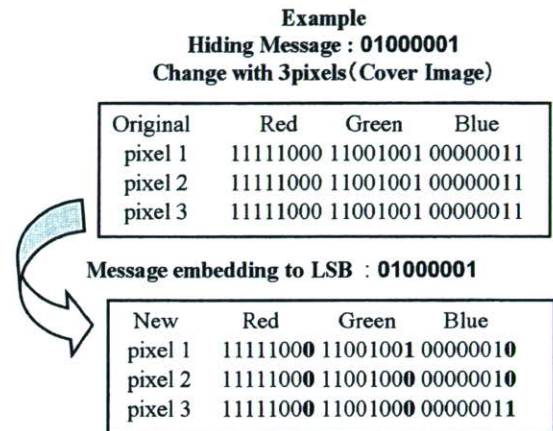 Example
Hiding Message : 01000001
Change with 3pixels(Cover Image)
Original Red Green Blue
pixel 1 11111000 11001001 00000011
pixel 2 11111000 11001001 00000011
pixel 3 11111000 11001001 00000011
Message embedding to LSB : 01000001
New Red Green Blue
pixel 1 11111000 11001001 00000010
pixel 2 11111000 11001000 00000010
pixel 3 11111000 11001000 00000011